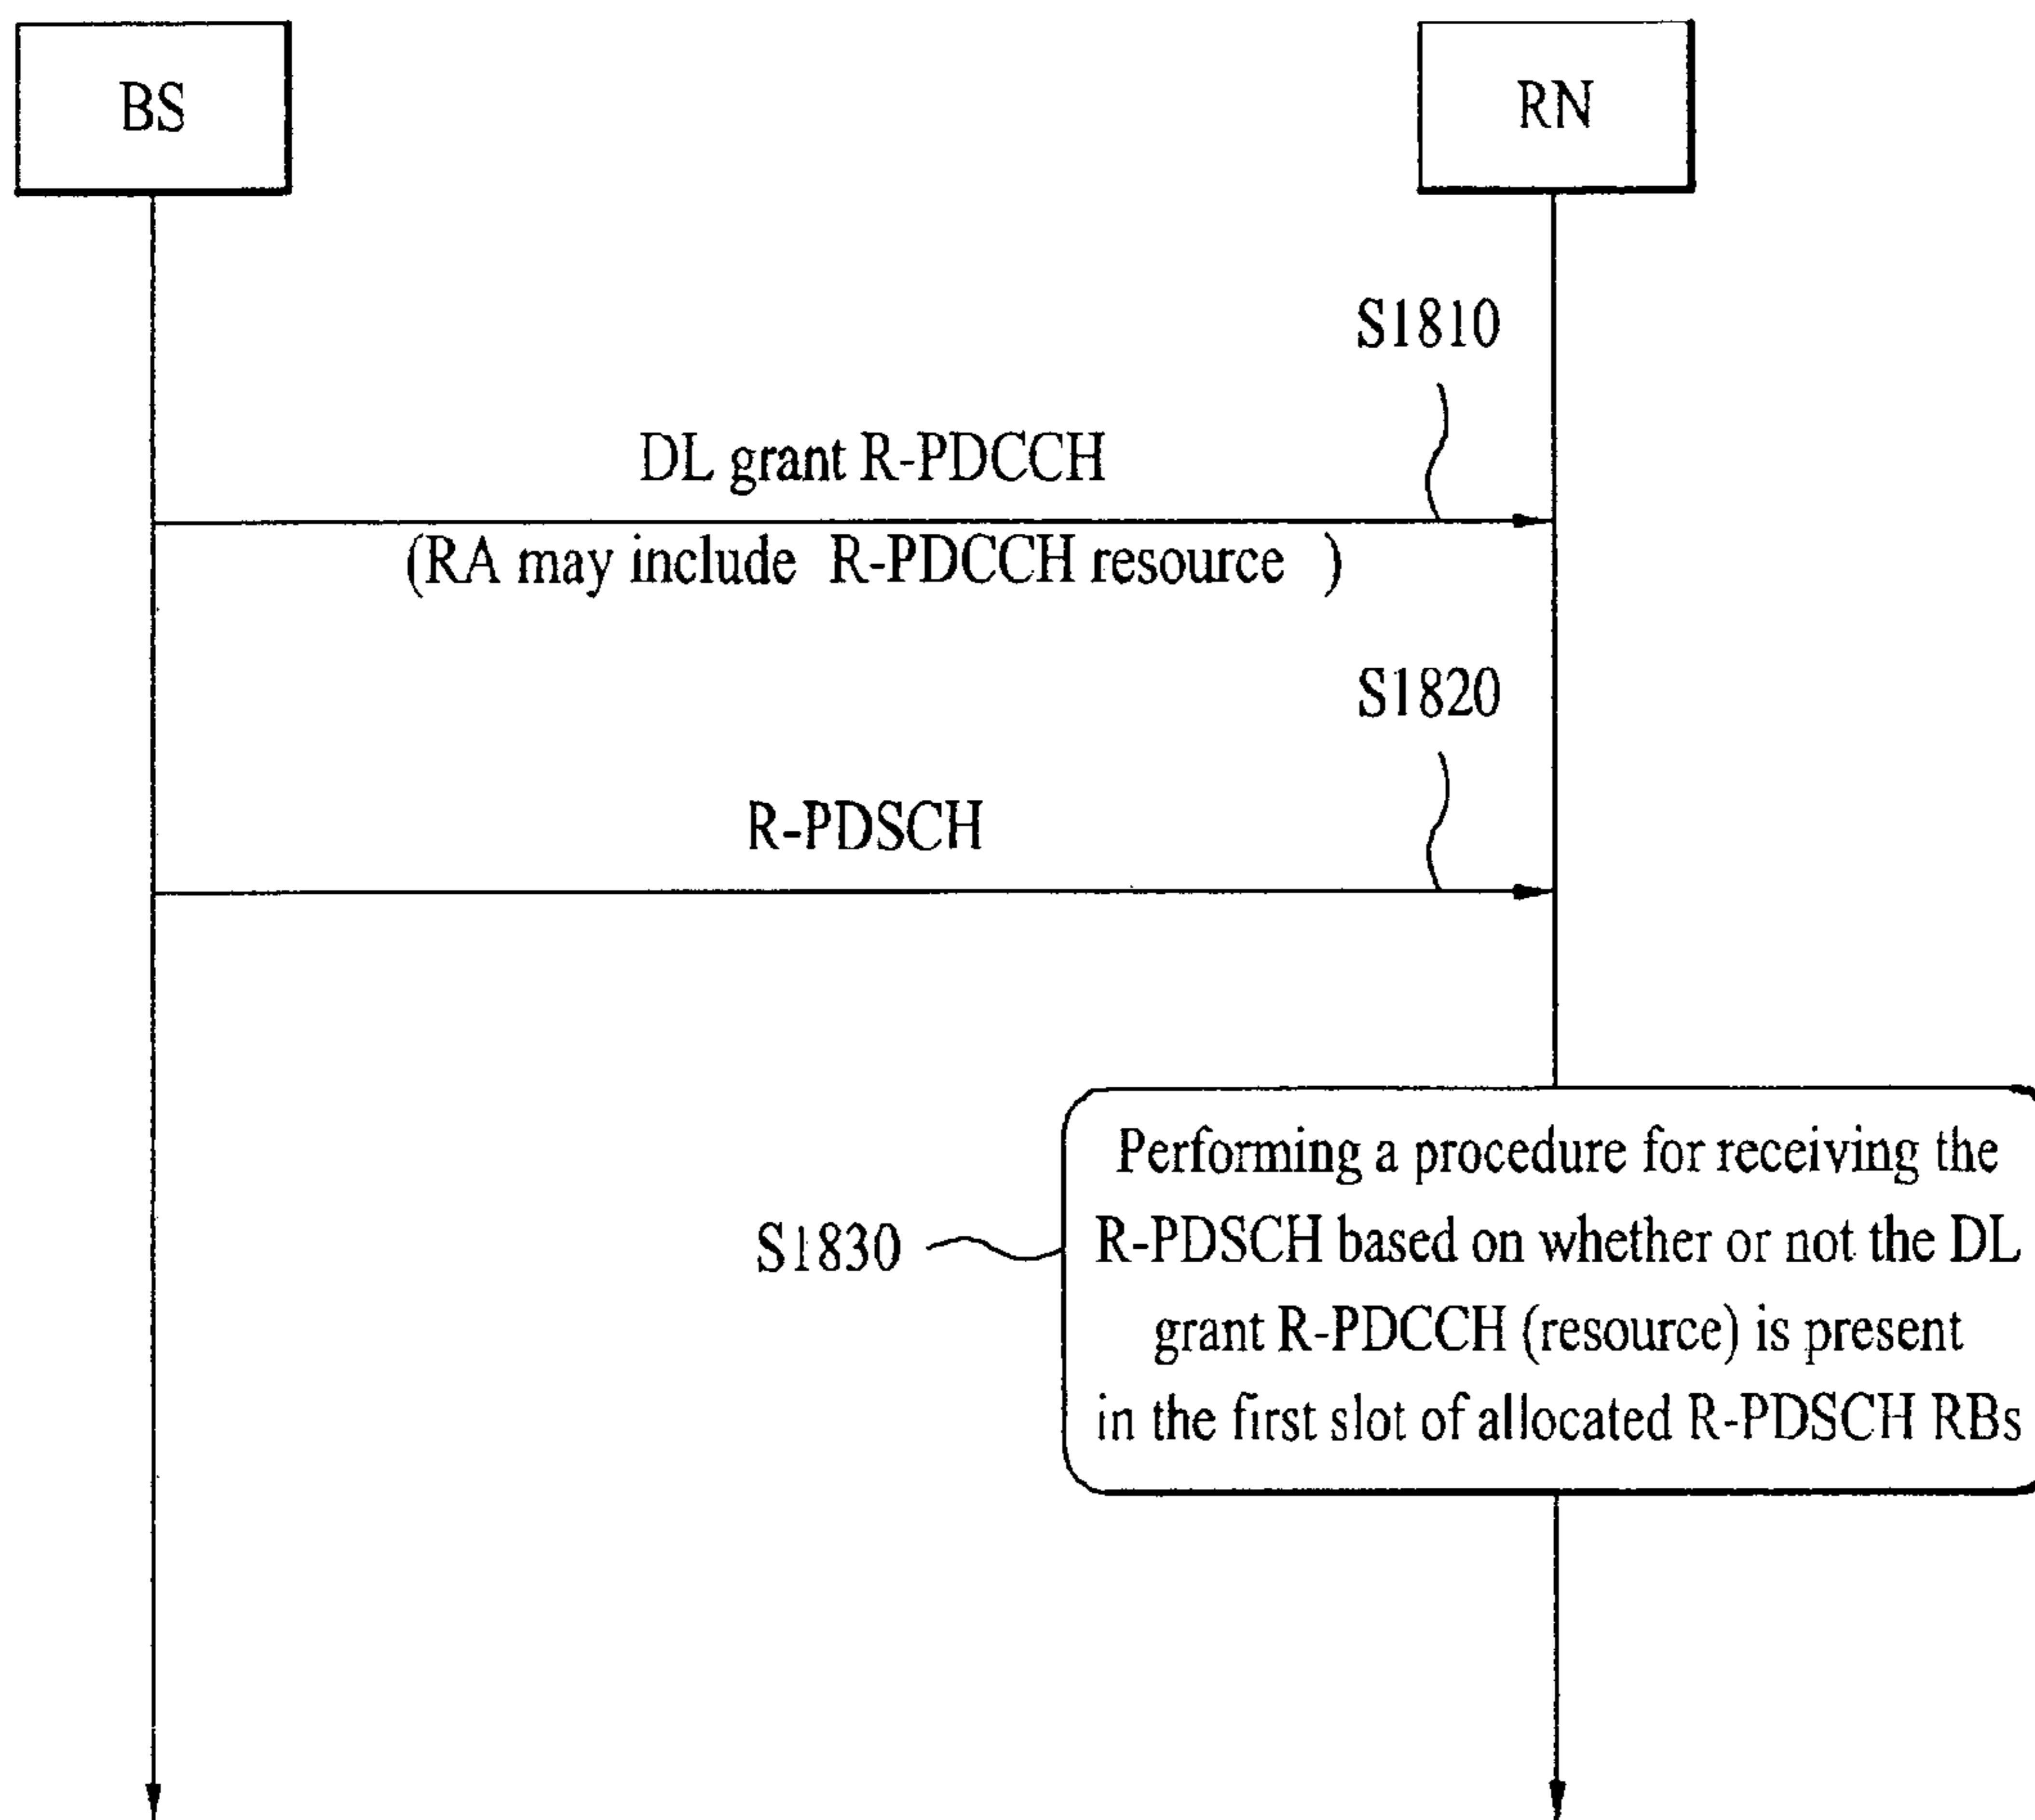 BS
RN
S1810
DL grant R-PDCCH
(RA may include R-PDCCH resource )
S1820
R-PDSCH
Performing a procedure for receiving the
R-PDSCH based on whether or not the DL
S1830
grant R-PDCCH (resource) is present
in the first slot of allocated R-PDSCH RBs